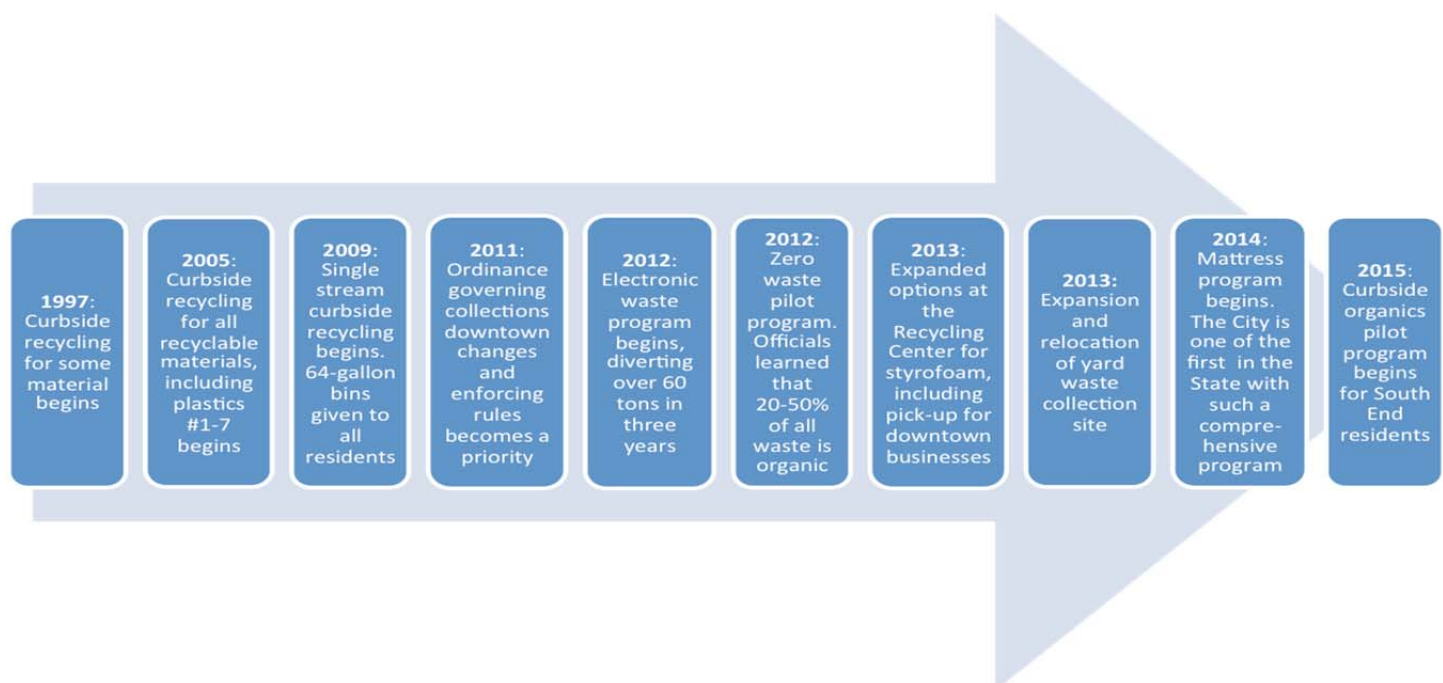 1997:
Curbside
recycling
for some
material
begins
2005:
Curbside
recycling
for all
recyclable
materials,
including
plastics
#1-7
begins
2009:
Single
stream
curbside
recycling
begins.
64-gallon
bins
given to
all
residents
2011:
Ordinance
governing
collections
downtown
changes
and
enforcing
rules
becomes a
priority
2012:
Electronic
waste
program
begins,
diverting
over 60
tons in
three
years
2012:
Zero
waste
pilot
program.
Officials
learned
that
20-50%
of all
waste is
organic
2013:
Expanded
options at
the
Recycling
Center for
styrofoam,
including
pick-up for
downtown
businesses
2013:
Expansion
and
relocation
of yard
waste
collection
site
2014:
Mattress
program
begins.
The City is
one of the
first in the
State with
such a
compre-
hensive
program
2015:
Curbside
organics
pilot
program
begins
for South
End
residents